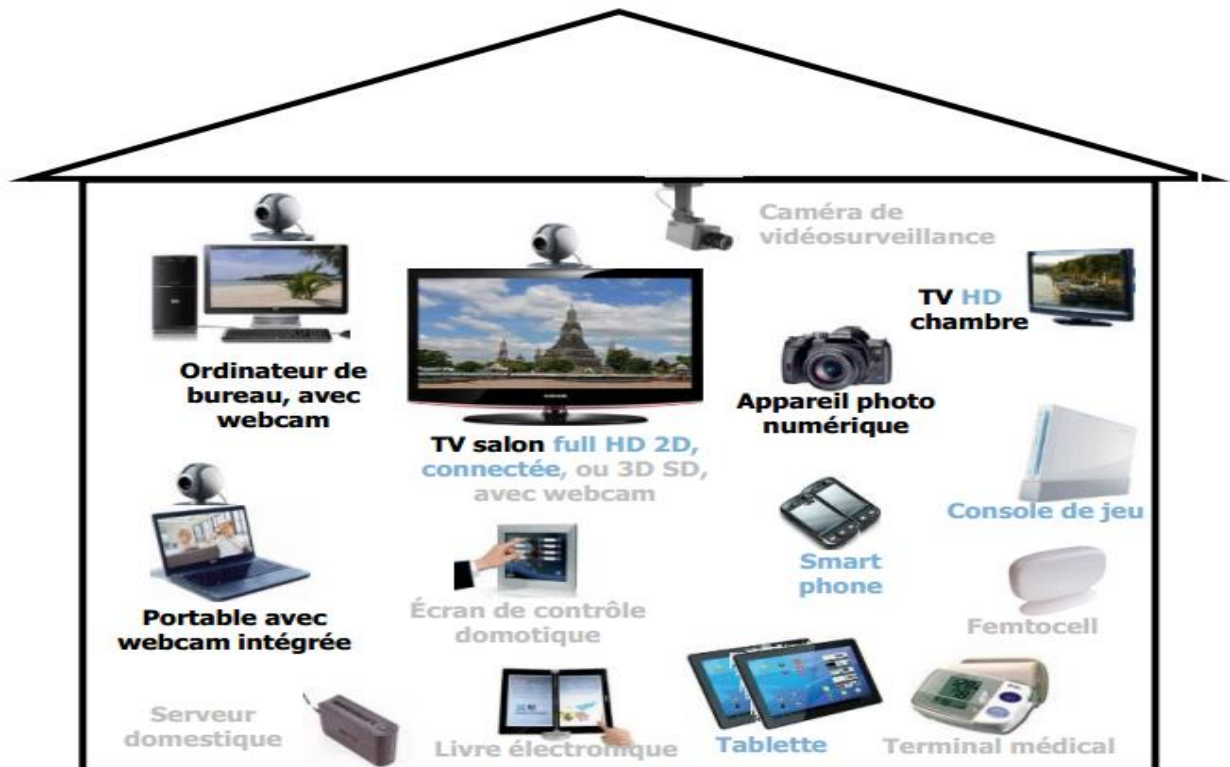 Caméra de
vidéosurveillance
TV HD
chambre
Ordinateur de
bureau, avec
webcam
Appareil photo
numérique
TV salon full HD 2D,
connectée, ou 3D SD,
avec webcam
Console de jeu
Smart
phone
Portable avec
webcam intégrée
Écran de contrôle
domotique
Femtocell
Serveur
domestique
Livre électronique
Tablette
Terminal médical